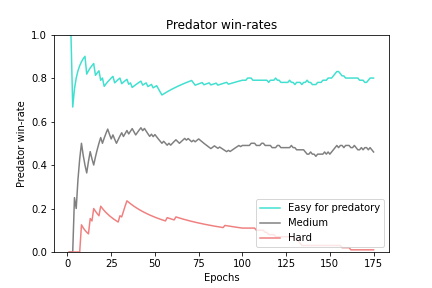 Predator win-rates
Predator win-rate
1.0
0.8
0.6
0.4
0.2
0.0
0
25
50
75
100
125
150
175
Epochs
Easy for predatory
Medium
Hard